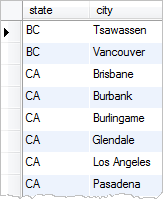 state city
BC Tsawassen
BC Vancouver
CA Brisbane
CA Burbank
CA Burlingame
CA Glendale
CA Los Angeles
CA Pasadena